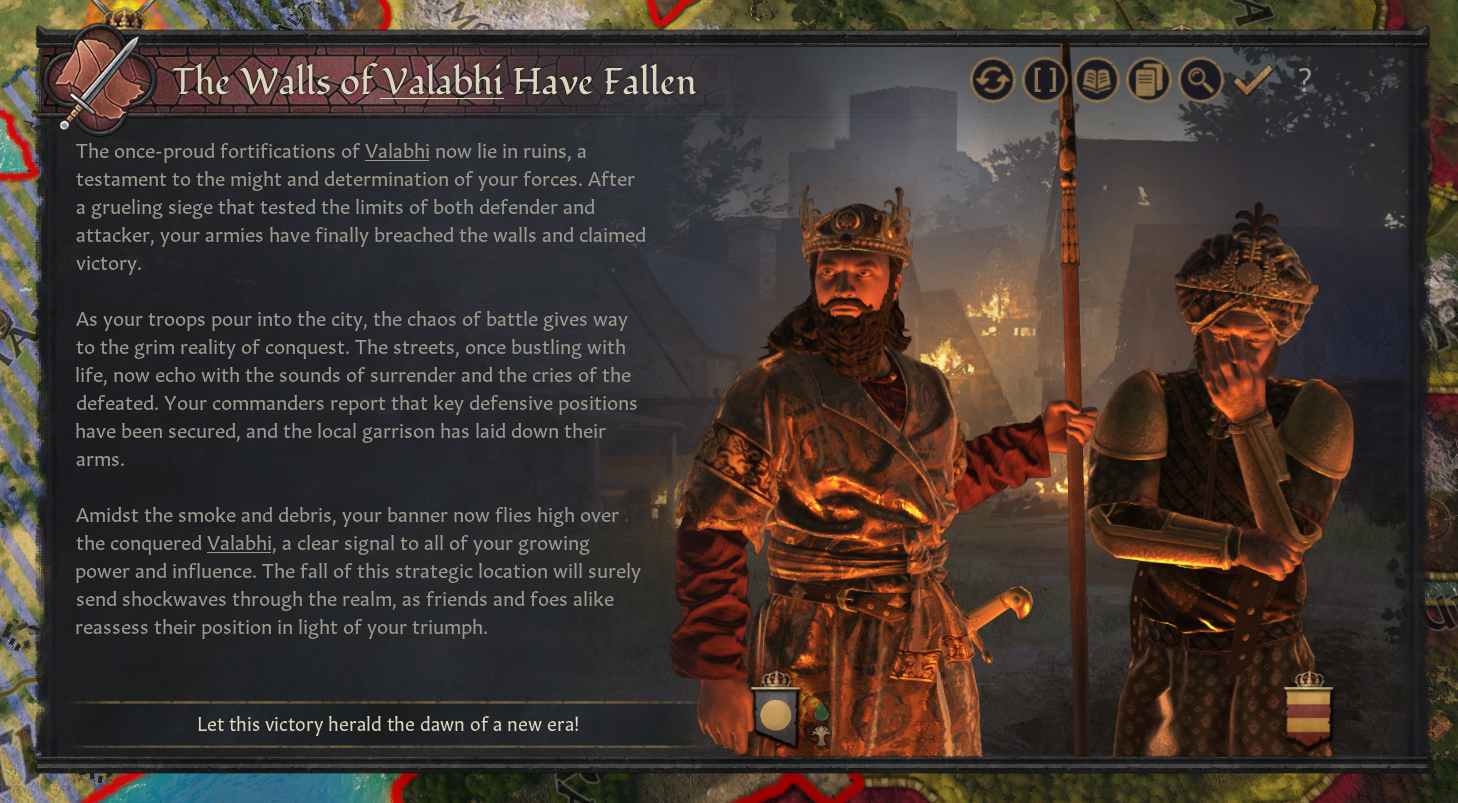 The Walls of Valabhi Have Fallen
[ ]
?
The once-proud fortifications of Valabhi now lie in ruins, a
testament to the might and determination of your forces. After
a grueling siege that tested the limits of both defender and
attacker, your armies have finally breached the walls and claimed
victory.
As your troops pour into the city, the chaos of battle gives way
to the grim reality of conquest. The streets, once bustling with
life, now echo with the sounds of surrender and the cries of the
defeated. Your commanders report that key defensive positions
have been secured, and the local garrison has laid down their
arms.
Amidst the smoke and debris, your banner now flies high over
the conquered Valabhi, a clear signal to all of your growing
power and influence. The fall of this strategic location will surely
send shockwaves through the realm, as friends and foes alike
reassess their position in light of your triumph.
Let this victory herald the dawn of a new era!